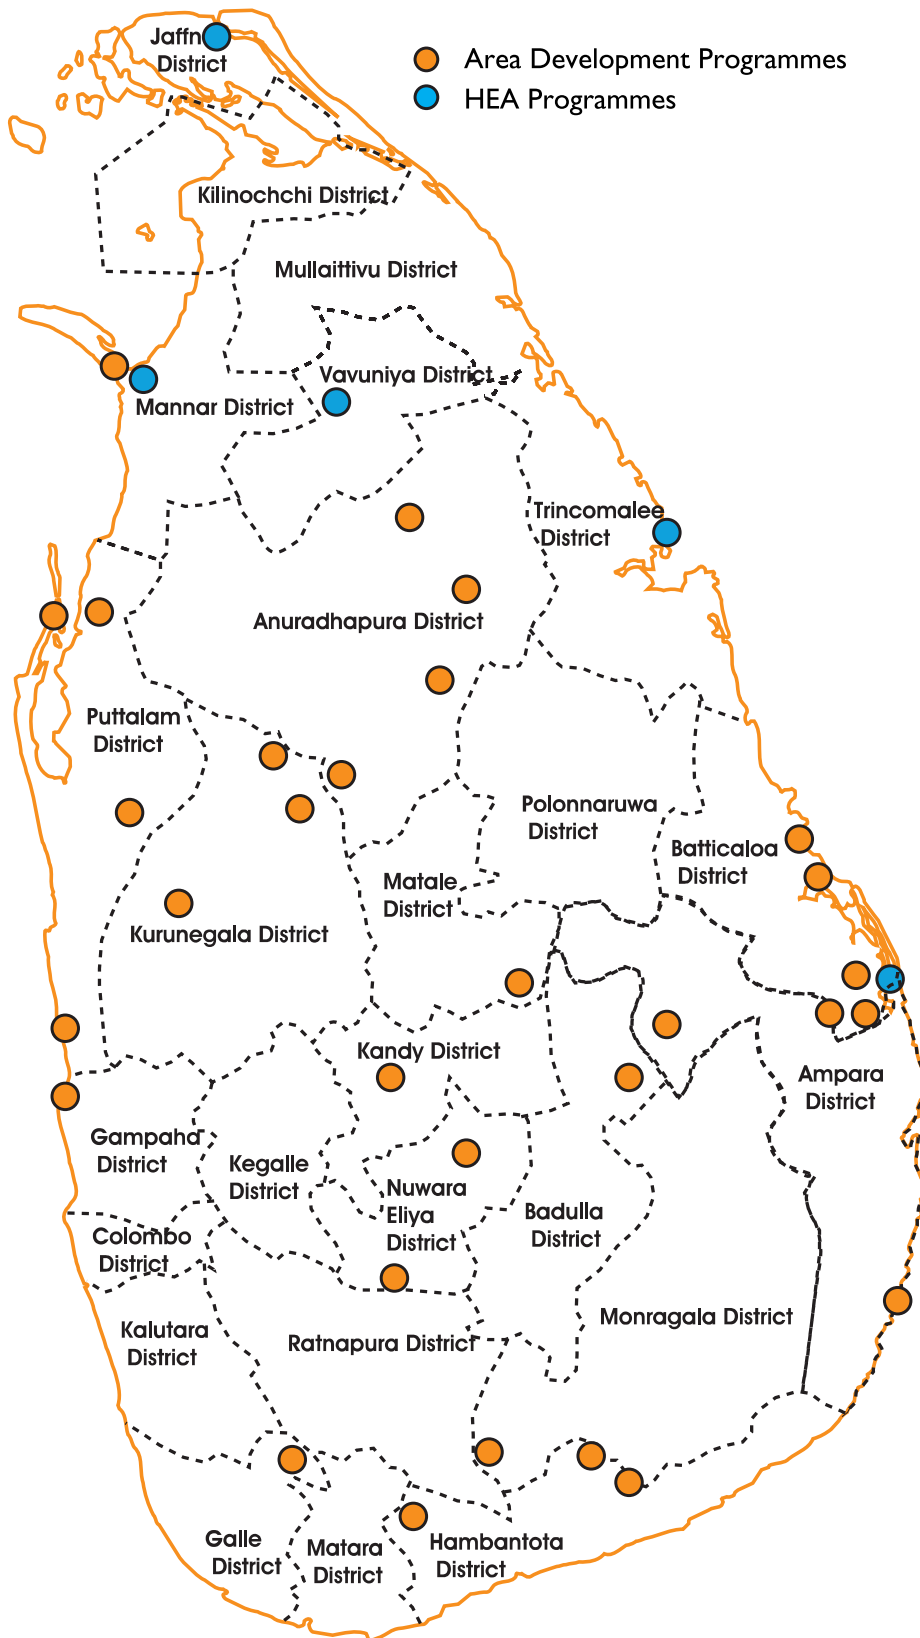 Jaffn
District
Area Development Programmes
HEA Programmes
Kilinochchi District
Mullaittivu District
Vavuniya District
Mannar District
Trincomalee
District
Anuradhapura District
Puttalam
District
Polonnaruwa
District
Batticaloa
District
Matale
District
Kurunegala District
Kandy District
Ampara
District
Gampaha
District
Kegalle
District
Nuwara
Eliya
District
Badulla
District
Colombo
District
Monragala District
Kalutara
District
Ratnapura District
Galle
District
Matara
District
Hambantota
District